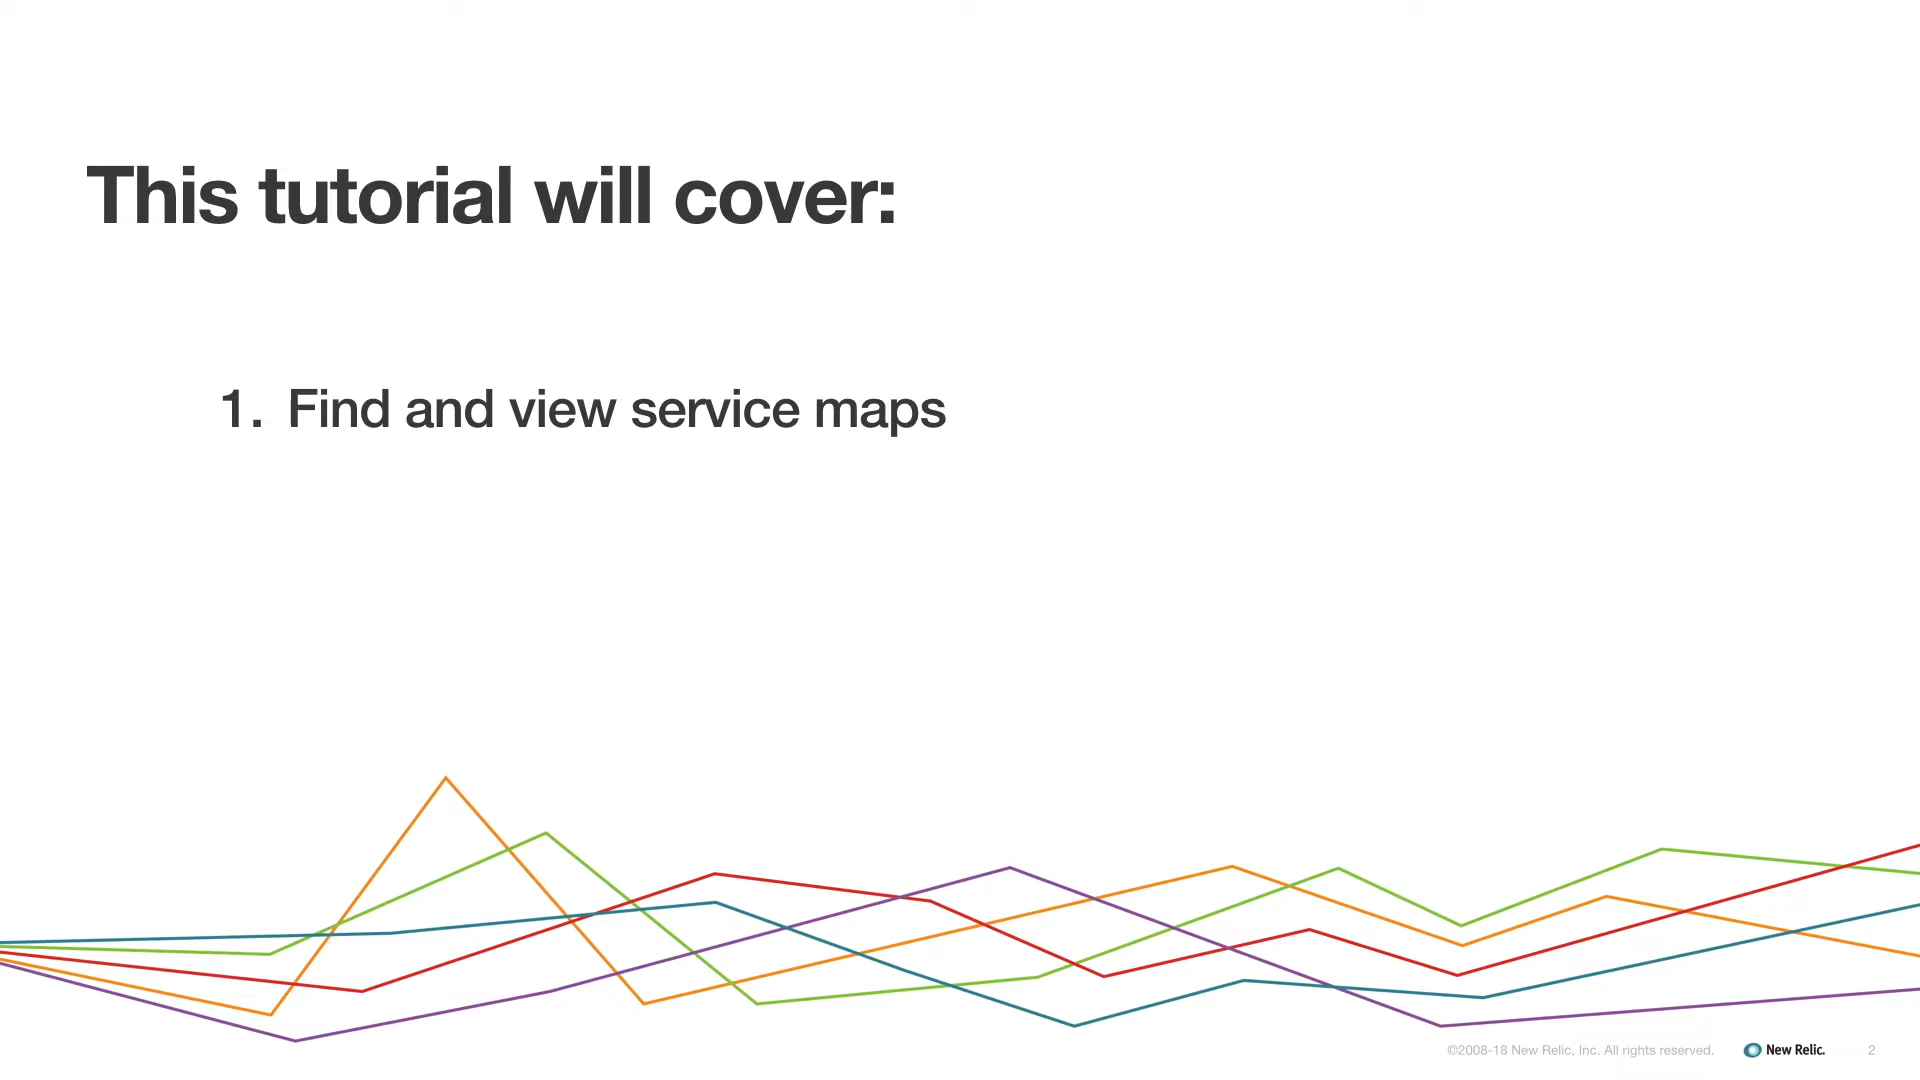 This tutorial will cover:
1. Find and view service maps
©2008-18 New Relic, Inc. All rights reserved. New Relic. 2